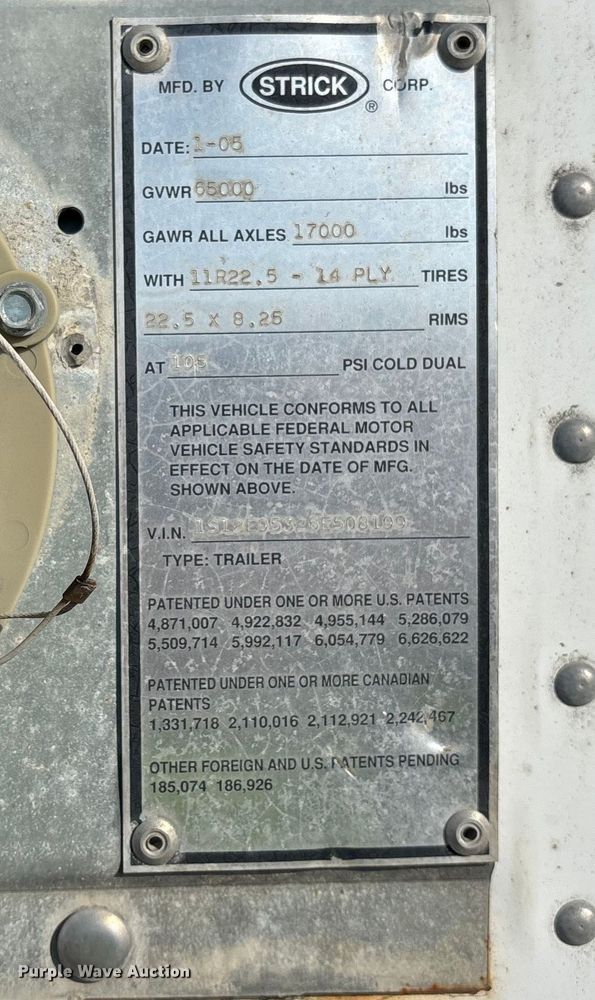 MFD. BY STRICK ® CORP.
DATE: 1-05
GVWR 65000 lbs
GAWR ALL AXLES 17000 lbs
WITH 11R22.5 - 14 PLY TIRES
22.5 X 8.25 RIMS
AT 105 PSI COLD DUAL
THIS VEHICLE CONFORMS TO ALL
APPLICABLE FEDERAL MOTOR
VEHICLE SAFETY STANDARDS IN
EFFECT ON THE DATE OF MFG.
SHOWN ABOVE.
V.I.N.
TYPE: TRAILER
PATENTED UNDER ONE OR MORE U.S. PATENTS
4,871,007 4,922,832 4,955,144 5,286,079
5,509,714 5,992,117 6,054,779 6,626,622
PATENTED UNDER ONE OR MORE CANADIAN
PATENTS
1,331,718 2,110,016 2,112,921 2,242,467
OTHER FOREIGN AND U.S. PATENTS PENDING
185,074 186,926
Purple Wave Auction